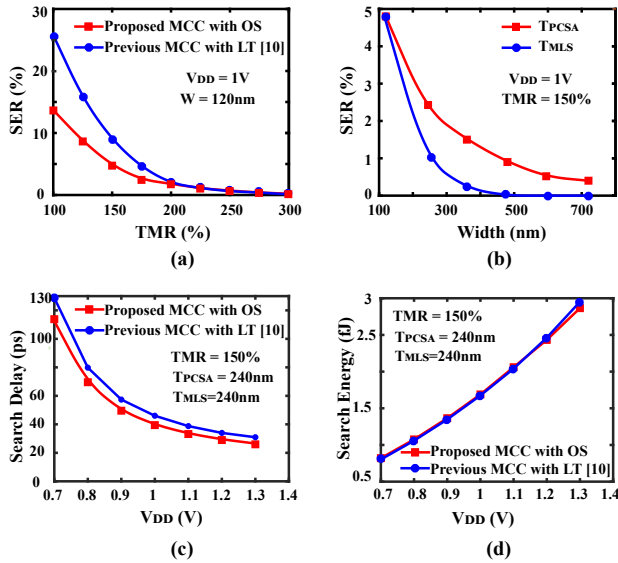 30
20
10
0
SER (%)
Proposed MCC with OS
Previous MCC with LT [10]
VDD = 1V
W = 120nm
100 150 200 250 300
TMR (%)
(a)
5
4
3
2
1
0
SER (%)
TPCSA
TMLS
VDD = 1V
TMR = 150%
100 300 500 700
Width (nm)
(b)
130
100
80
60
40
20
0
Search Delay (ps)
Proposed MCC with OS
Previous MCC with LT [10]
TMR = 150%
TPCSA = 240nm
TMLS=240nm
0.7 0.8 0.9 1 1.1 1.2 1.3 1.4
VDD (V)
(c)
3
2
1
0.5
Search Energy (fJ)
TMR = 150%
TPCSA = 240nm
TMLS=240nm
Proposed MCC with OS
Previous MCC with LT [10]
0.7 0.8 0.9 1 1.1 1.2 1.3 1.4
VDD (V)
(d)